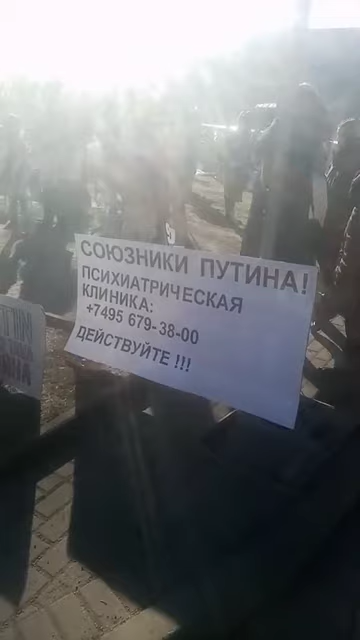 СОЮЗНИКИ ПУТИНА!
ПСИХИАТРИЧЕСКАЯ
КЛИНИКА:
+7495 679-38-00
ДЕЙСТВУЙТЕ !!!